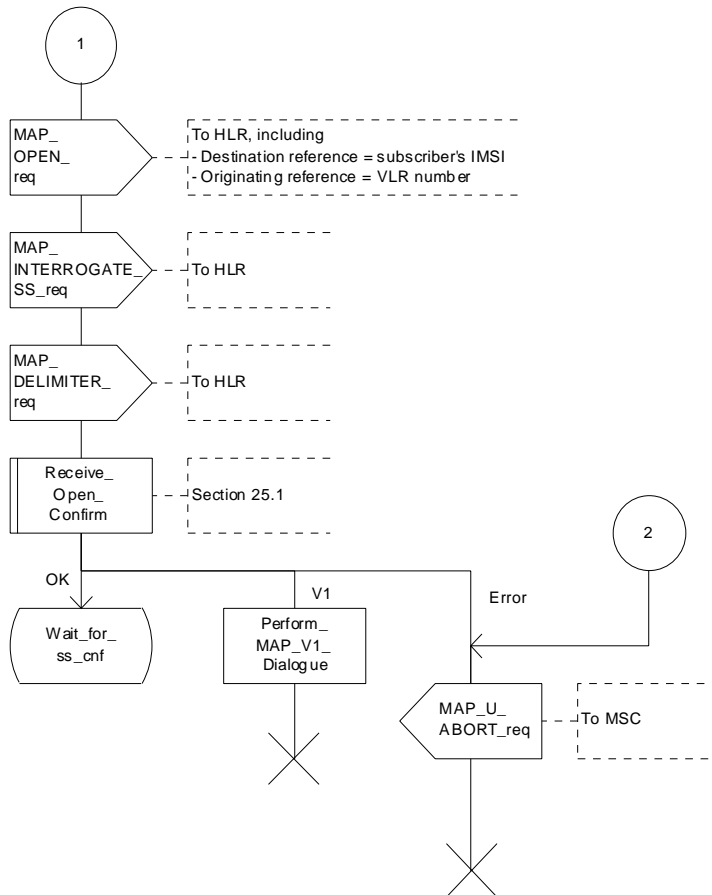 1
MAP_
OPEN_
req
To HLR, including
- Destination reference = subscriber's IMSI
- Originating reference = VLR number
MAP_
INTERROGATE_
SS_req
To HLR
MAP_
DELIMITER_
req
To HLR
Receive_
Open_
Confirm
Section 25.1
2
OK
V1
Error
Wait_for_
ss_cnf
Perform_
MAP_V1_
Dialogue
MAP_U_
ABORT_req
To MSC